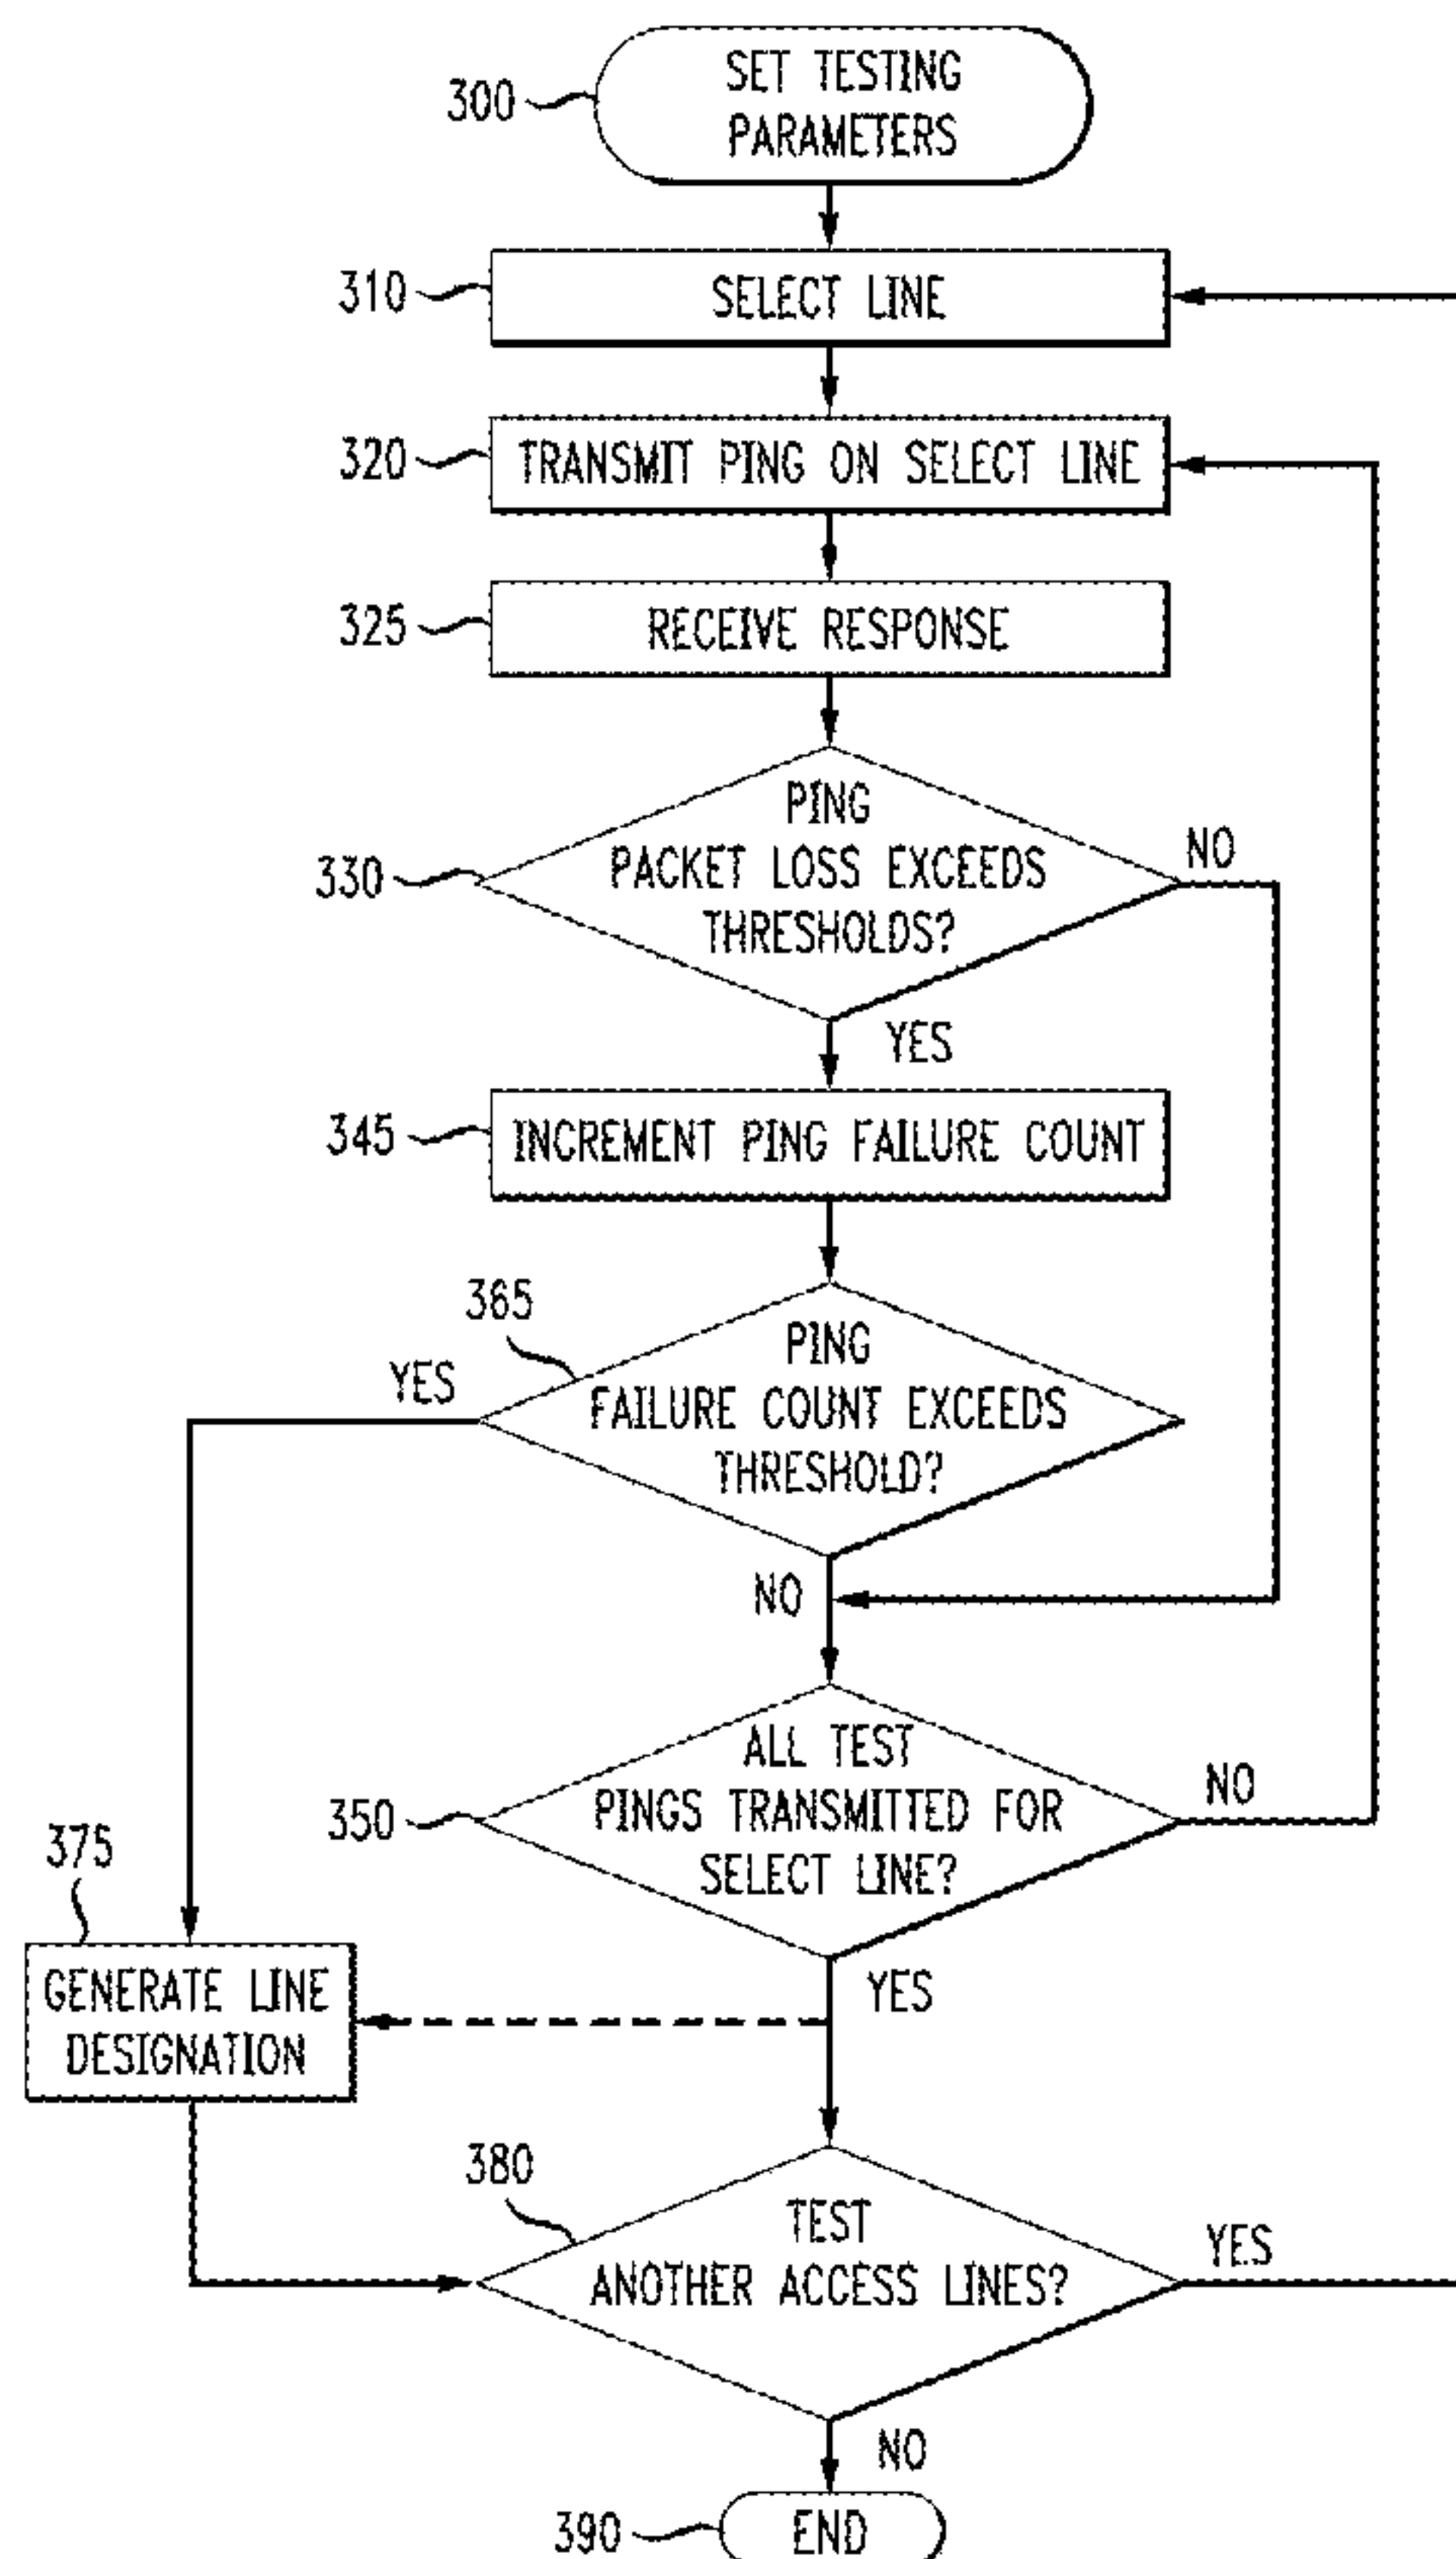 SET TESTING
PARAMETERS
300
310
SELECT LINE
320
TRANSMIT PING ON SELECT LINE
325
RECEIVE RESPONSE
PING
PACKET LOSS EXCEEDS
THRESHOLDS?
330
NO
YES
345
INCREMENT PING FAILURE COUNT
365
PING
FAILURE COUNT EXCEEDS
THRESHOLD?
YES
NO
ALL TEST
PINGS TRANSMITTED FOR
SELECT LINE?
350
NO
YES
375
GENERATE LINE
DESIGNATION
380
TEST
ANOTHER ACCESS LINES?
YES
NO
390
END